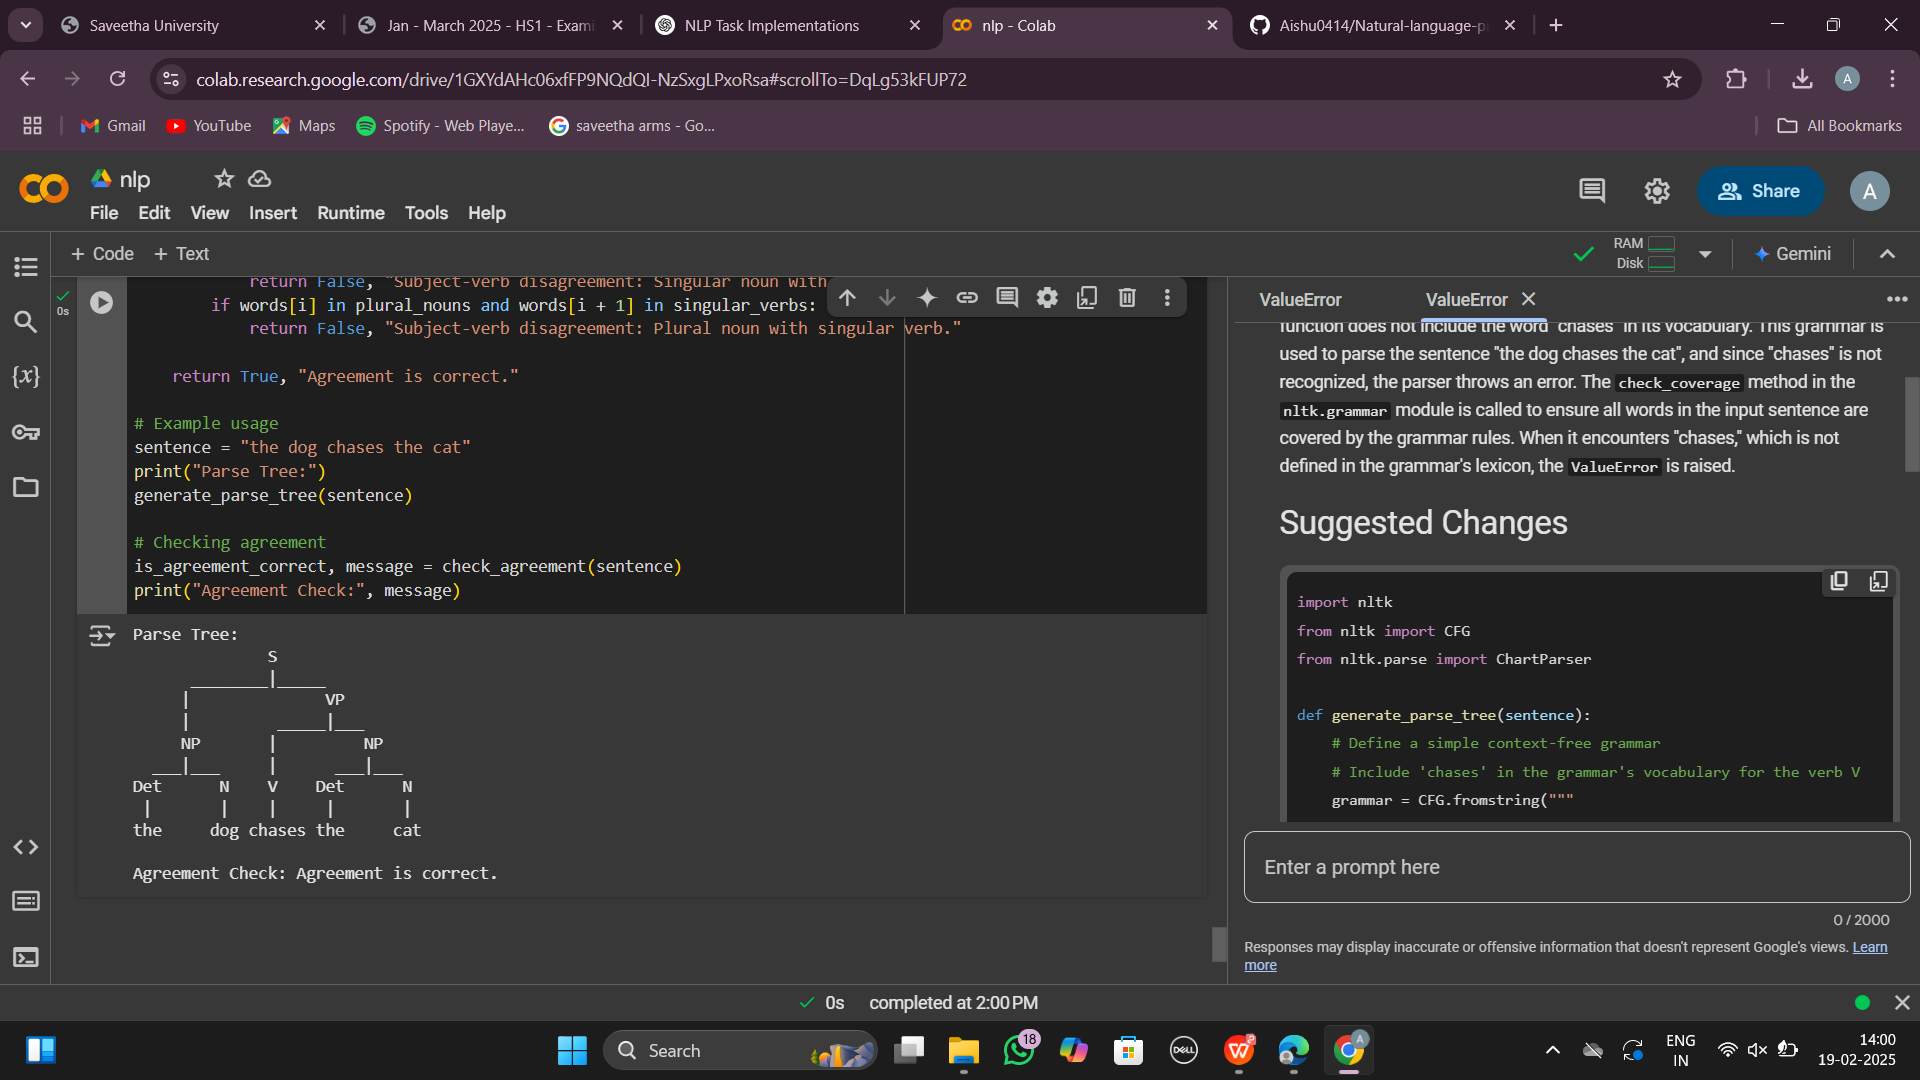 Saveetha University
Jan - March 2025 - HS1 - Exami
NLP Task Implementations
nlp - Colab
Aishu0414/Natural-language-p
colab.research.google.com/drive/1GXYdAHc06xfFP9NQdQI-NzSxgLPxoRsa#scrollTo=DqLg53kFUP72
A
Gmail
YouTube
Maps
Spotify - Web Playe...
saveetha arms - Go...
All Bookmarks
nlp
File Edit View Insert Runtime Tools Help
Share
A
+ Code + Text
RAM
Disk
Gemini
0s
return False, "Subject-verb disagreement: Singular noun with
if words[i] in plural_nouns and words[i + 1] in singular_verbs:
return False, "Subject-verb disagreement: Plural noun with singular verb."
return True, "Agreement is correct."
# Example usage
sentence = "the dog chases the cat"
print("Parse Tree:")
generate_parse_tree(sentence)
# Checking agreement
is_agreement_correct, message = check_agreement(sentence)
print("Agreement Check:", message)
Parse Tree:
S
VP
NP NP
Det N V Det N
the dog chases the cat
Agreement Check: Agreement is correct.
ValueError
ValueError
function does not include the word "chases" in its vocabulary. This grammar is
used to parse the sentence "the dog chases the cat", and since "chases" is not
recognized, the parser throws an error. The check_coverage method in the
nltk.grammar module is called to ensure all words in the input sentence are
covered by the grammar rules. When it encounters "chases," which is not
defined in the grammar's lexicon, the ValueError is raised.
Suggested Changes
import nltk
from nltk import CFG
from nltk.parse import ChartParser
def generate_parse_tree(sentence):
# Define a simple context-free grammar
# Include 'chases' in the grammar's vocabulary for the verb V
grammar = CFG.fromstring("""
Enter a prompt here
0 / 2000
Responses may display inaccurate or offensive information that doesn't represent Google's views. Learn
more
0s completed at 2:00 PM
Search
18
DELL
A
ENG
IN
14:00
19-02-2025